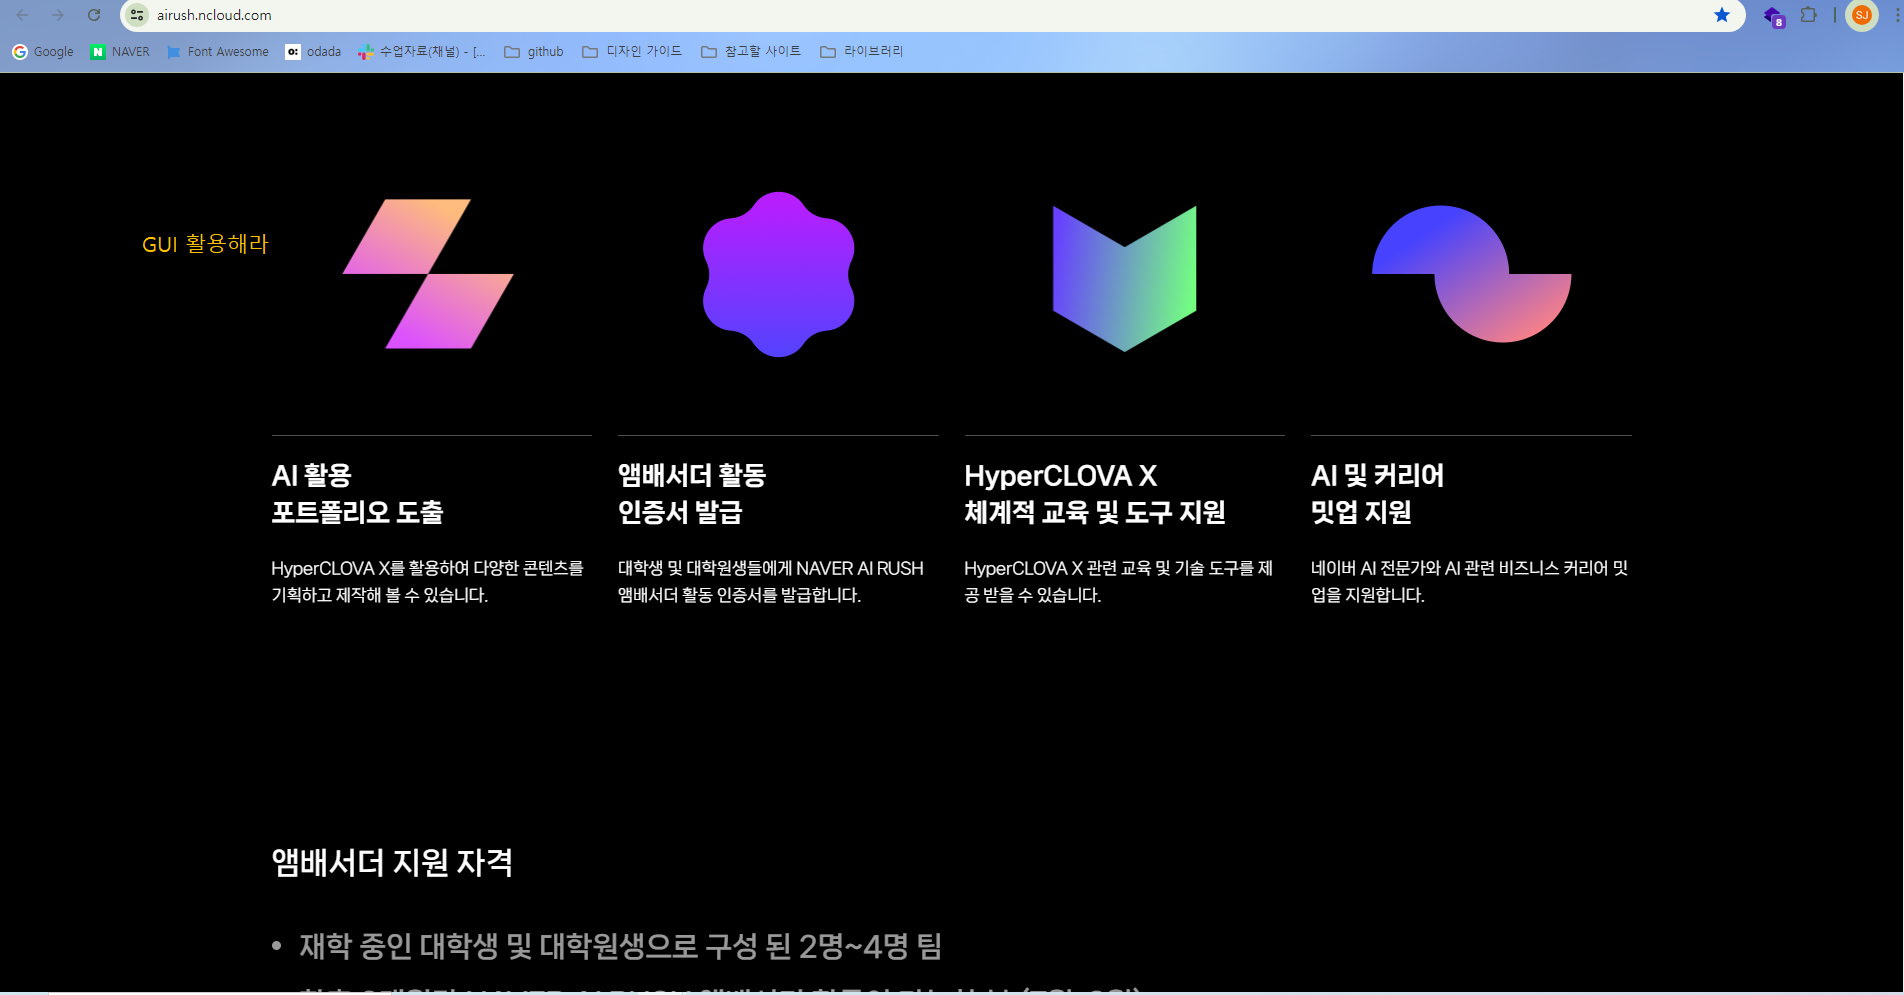 airush.ncloud.com
8
SJ
Google
N NAVER
Font Awesome
odada
수업자료(채널) - [...
github
디자인 가이드
참고할 사이트
라이브러리
GUI 활용해라
AI 활용
포트폴리오 도출
HyperCLOVA X를 활용하여 다양한 콘텐츠를
기획하고 제작해 볼 수 있습니다.
앰배서더 활동
인증서 발급
대학생 및 대학원생들에게 NAVER AI RUSH
앰배서더 활동 인증서를 발급합니다.
HyperCLOVA X
체계적 교육 및 도구 지원
HyperCLOVA X 관련 교육 및 기술 도구를 제
공 받을 수 있습니다.
AI 및 커리어
밋업 지원
네이버 AI 전문가와 AI 관련 비즈니스 커리어 밋
업을 지원합니다.
앰배서더 지원 자격
• 재학 중인 대학생 및 대학원생으로 구성 된 2명~4명 팀